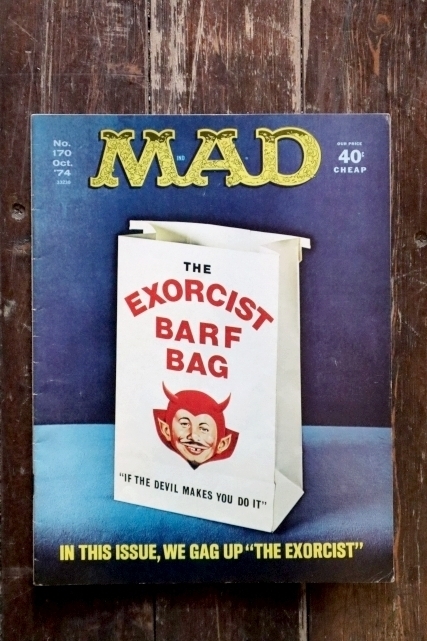 No.
170
Oct.
'74
MAD
IND
OUR PRICE
40¢
CHEAP
THE
EXORCIST
BARF
BAG
"IF THE DEVIL MAKES YOU DO IT"
IN THIS ISSUE, WE GAG UP "THE EXORCIST"